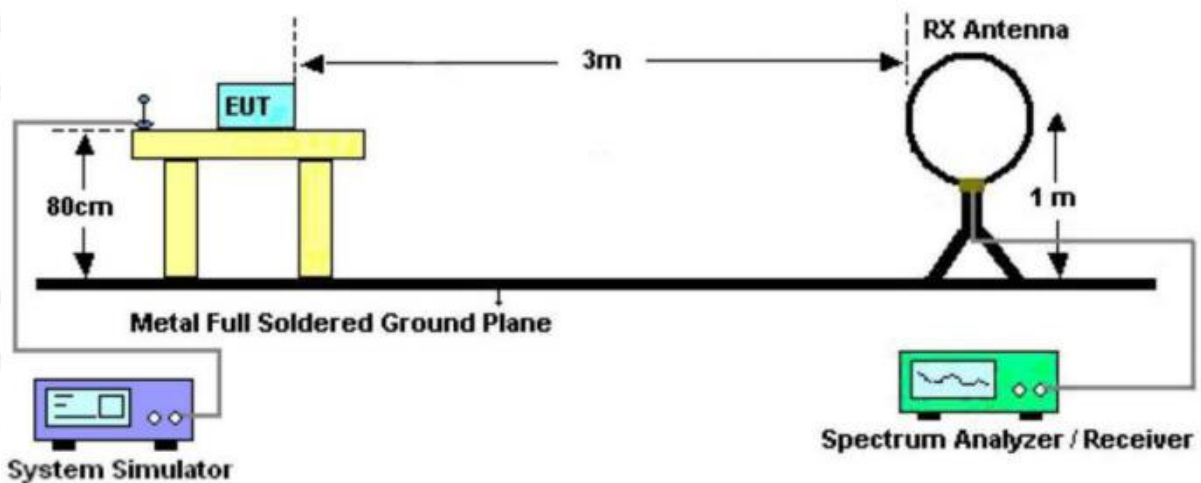 RX Antenna
3m
EUT
80cm
1 m
Metal Full Soldered Ground Plane
System Simulator
Spectrum Analyzer / Receiver